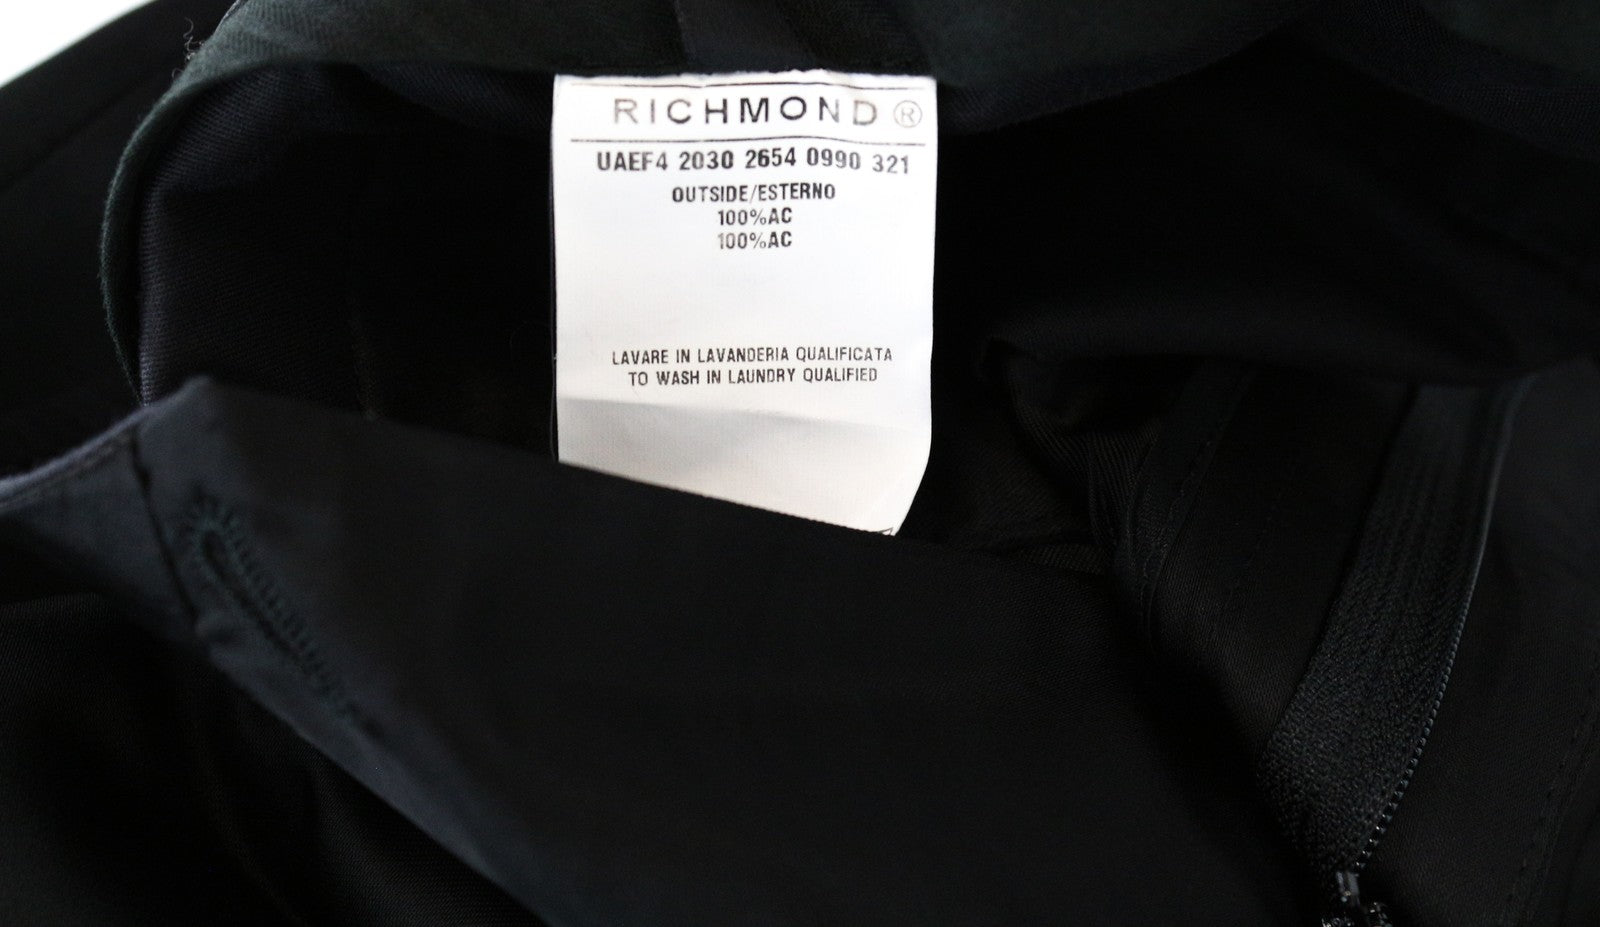 RICHMOND ®
UAEF4 2030 2654 0990 321
OUTSIDE/ESTERNO
100%AC
100%AC
LAVARE IN LAVANDERIA QUALIFICATA
TO WASH IN LAUNDRY QUALIFIED